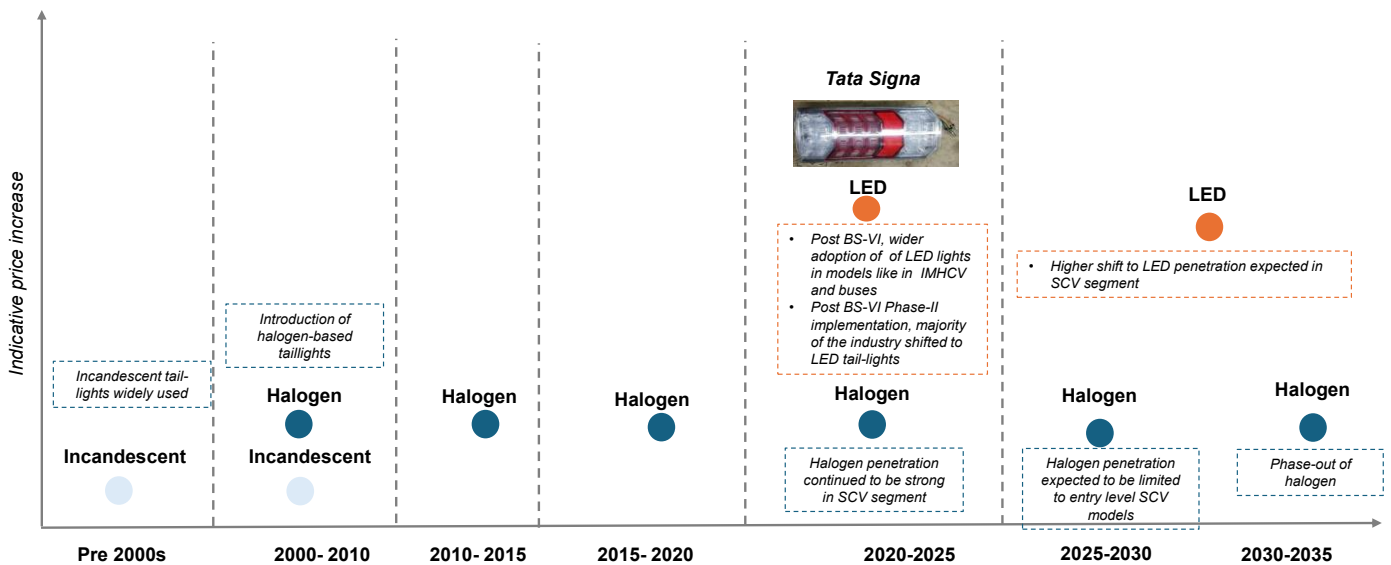 Indicative price increase
Incandescent tail-
lights widely used
Incandescent
Introduction of
halogen-based
taillights
Halogen
Incandescent
Halogen
Halogen
Tata Signa
LED
• Post BS-VI, wider
adoption of of LED lights
in models like in IMHCV
and buses
• Post BS-VI Phase-II
implementation, majority
of the industry shifted to
LED tail-lights
Halogen
Halogen penetration
continued to be strong
in SCV segment
LED
• Higher shift to LED penetration expected in
SCV segment
Halogen
Halogen penetration
expected to be limited
to entry level SCV
models
Halogen
Phase-out of
halogen
Pre 2000s
2000- 2010
2010- 2015
2015- 2020
2020-2025
2025-2030
2030-2035